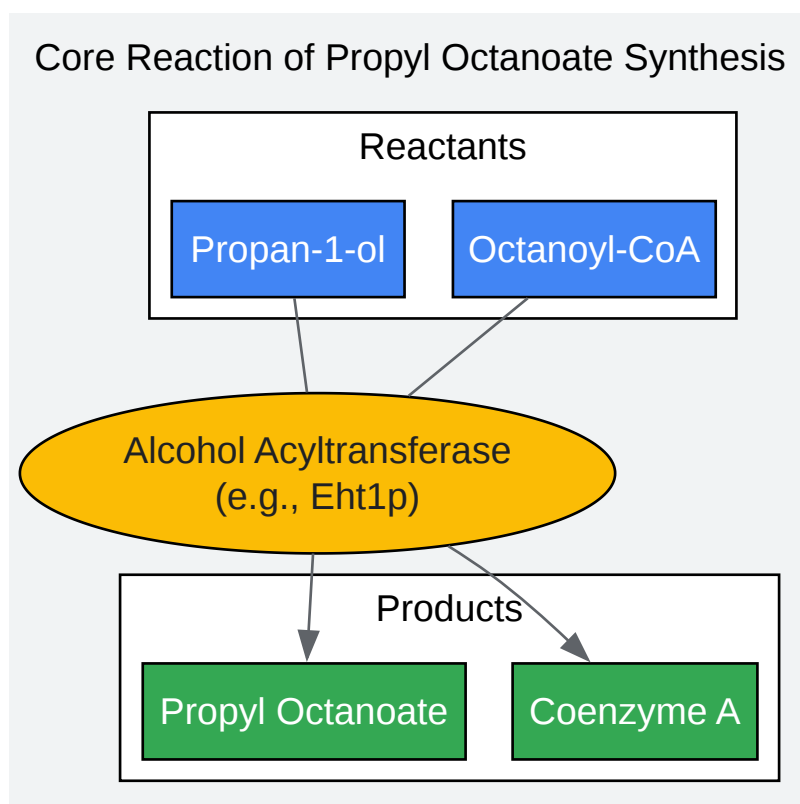 Core Reaction of Propyl Octanoate Synthesis
Reactants
Propan-1-ol
Octanoyl-CoA
Alcohol Acyltransferase
(e.g., Eht1p)
Products
Propyl Octanoate
Coenzyme A